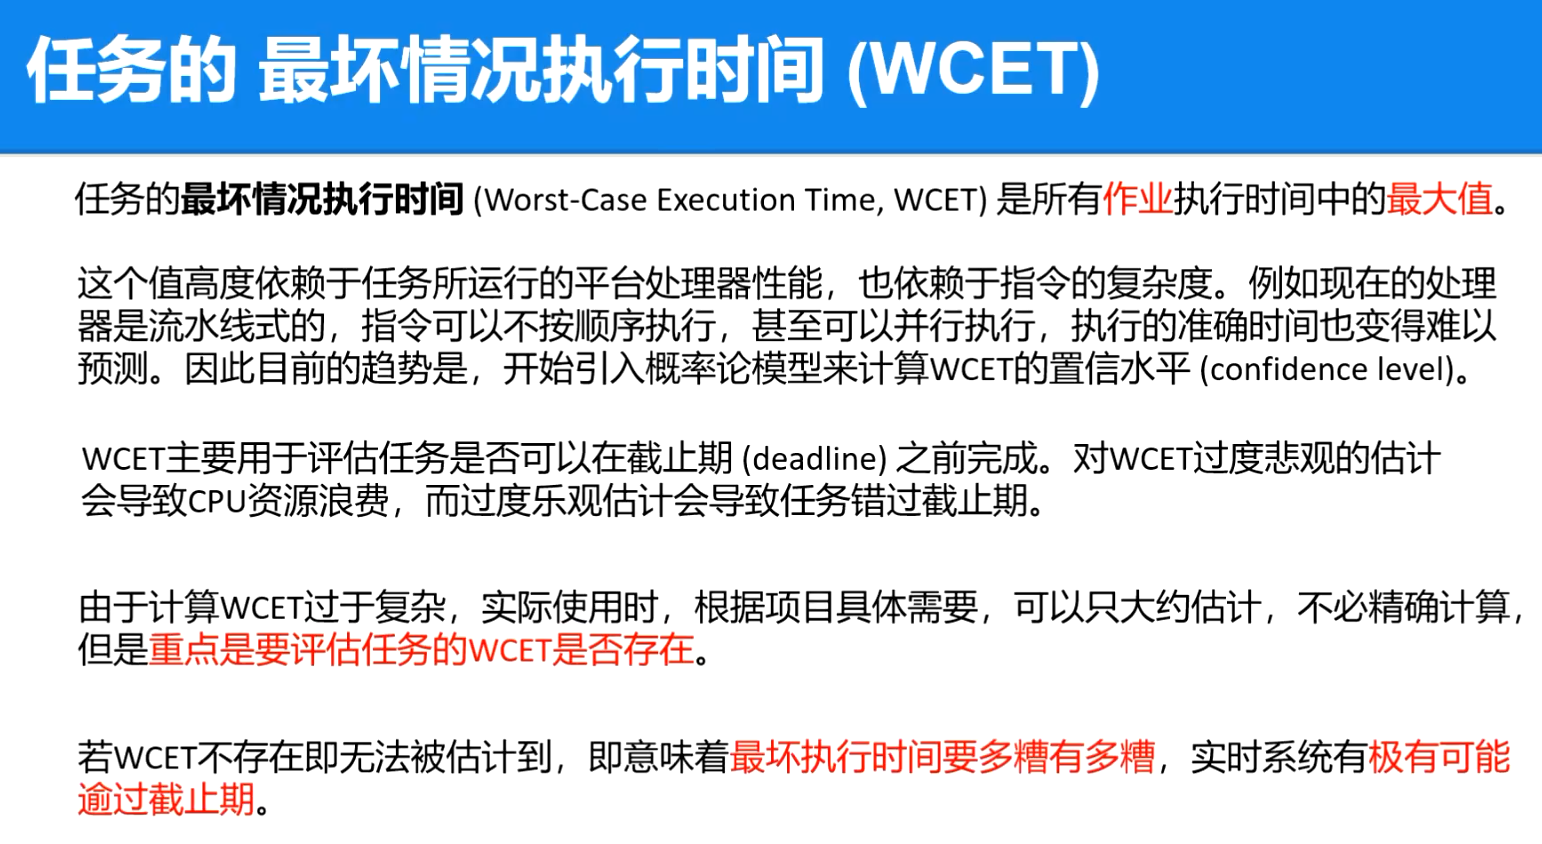 任务的 最坏情况执行时间 (WCET)
任务的最坏情况执行时间 (Worst-Case Execution Time, WCET) 是所有作业执行时间中的最大值。
这个值高度依赖于任务所运行的平台处理器性能，也依赖于指令的复杂度。例如现在的处理
器是流水线式的，指令可以不按顺序执行，甚至可以并行执行，执行的准确时间也变得难以
预测。因此目前的趋势是，开始引入概率论模型来计算WCET的置信水平 (confidence level)。
WCET主要用于评估任务是否可以在截止期 (deadline) 之前完成。对WCET过度悲观的估计
会导致CPU资源浪费，而过度乐观估计会导致任务错过截止期。
由于计算WCET过于复杂，实际使用时，根据项目具体需要，可以只大约估计，不必精确计算，
但是重点是要评估任务的WCET是否存在。
若WCET不存在即无法被估计到，即意味着最坏执行时间要多糟有多糟，实时系统有极有可能
逾过截止期。